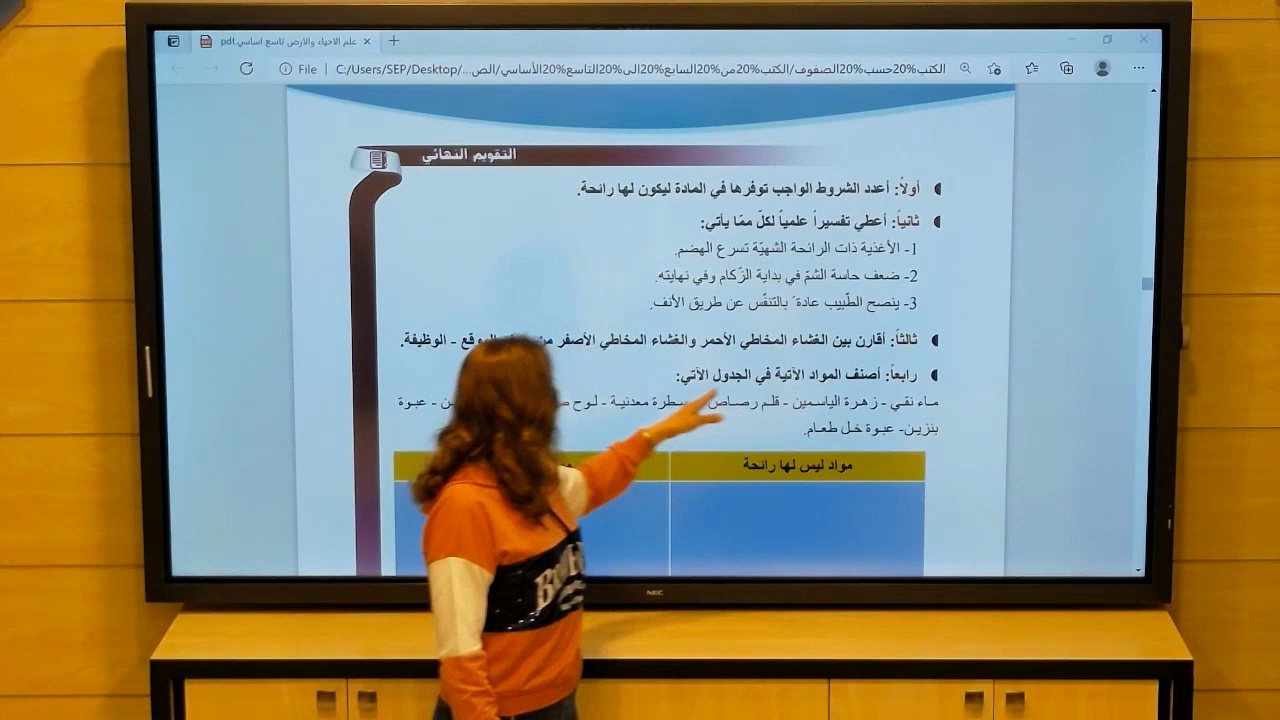 علم الاحياء والارض تاسع اساسي.pdf
File
C:/Users/SEP/Desktop/...الكتب%20حسب%20الصفوف/الكتب%20من%20السابع%20الى%20التاسع%20الأساسي/الص
التقويم النهائي
أولاً: أعدد الشروط الواجب توفرها في المادة ليكون لها رائحة.
ثانياً: أعطي تفسيراً علمياً لكلّ ممّا يأتي:
1- الأغذية ذات الرائحة الشهيّة تسرع الهضم.
2- ضعف حاسة الشمّ في بداية الزّكام وفي نهايته.
3- ينصح الطّبيب عادةً بالتنفّس عن طريق الأنف.
ثالثاً: أقارن بين الغشاء المخاطي الأحمر والغشاء المخاطي الأصفر من الموقع - الوظيفة.
رابعاً: أصنف المواد الآتية في الجدول الآتي:
ماء نقي - زهرة الياسمين - قلم رصاص مسطرة معدنية - لوح - عبوة
بنزين- عبوة خل طعام.
مواد ليس لها رائحة
NEC